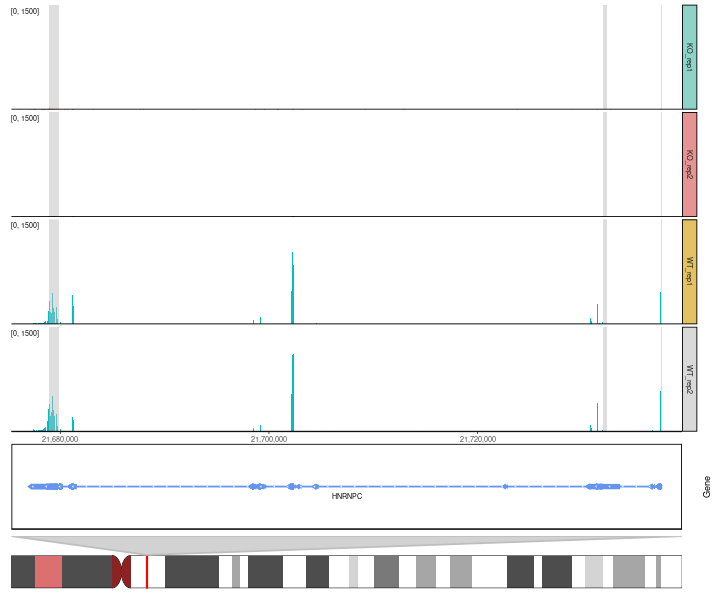 [0, 1500]
KO_rep1
[0, 1500]
KO_rep2
[0, 1500]
WT_rep1
[0, 1500]
WT_rep2
21,680,000 21,700,000 21,720,000
HNRNPC
Gene